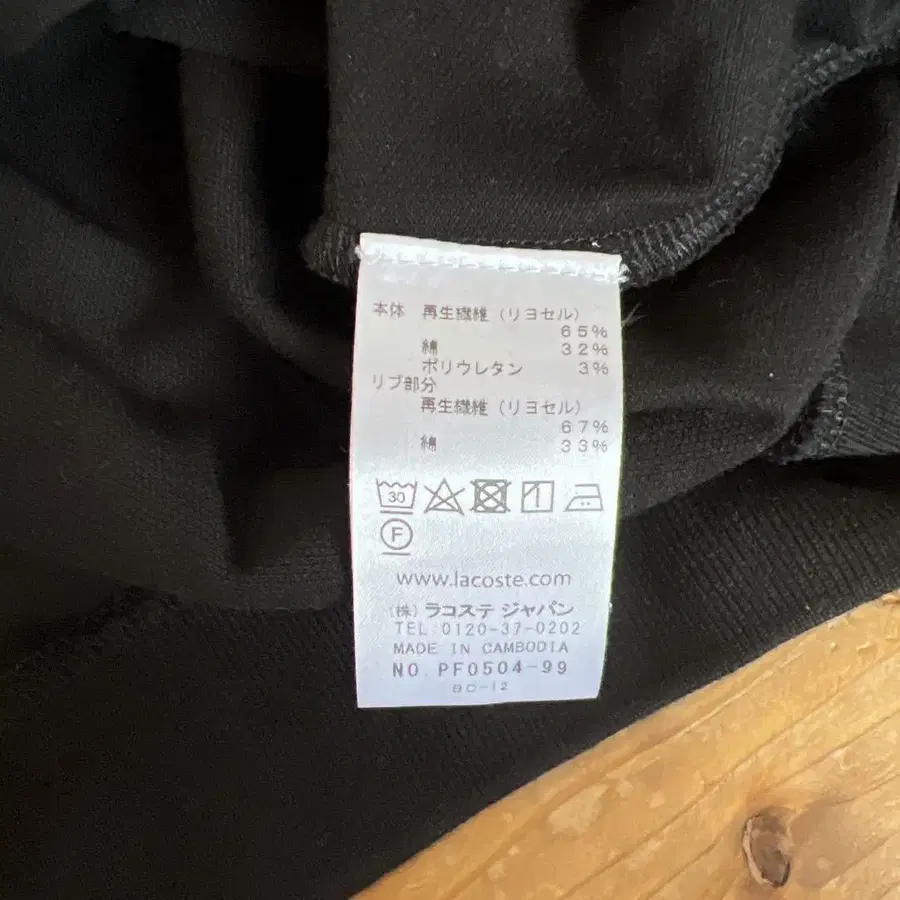 本体 再生繊維 (リヨセル)
65%
綿 32%
ポリウレタン 3%
リブ部分
再生繊維 (リヨセル)
67%
綿 33%
30
F
www.lacoste.com
(株) ラコステ ジャパン
TEL:0120-37-0202
MADE IN CAMBODIA
NO. PF0504-99
BC-12